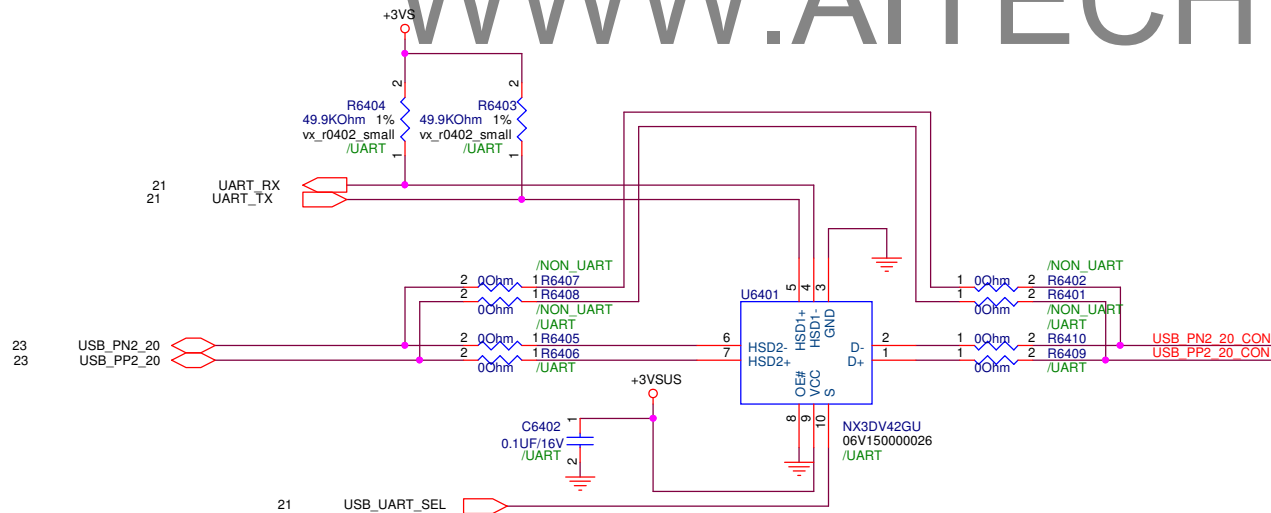 WWW.AITECH
+3VS
2
2
R6404
49.9KOhm 1%
vx_r0402_small
/UART
1
R6403
49.9KOhm 1%
vx_r0402_small
/UART
1
21 UART_RX
21 UART_TX
5
4
3
HSD1+
HSD1-
GND
U6401
/NON_UART
2 0Ohm 1 R6407
2 1 R6408
0Ohm /NON_UART
/UART
2 0Ohm 1 R6405
2 1 R6406
0Ohm /UART
23 USB_PN2_20
23 USB_PP2_20
6 HSD2-
7 HSD2+
D- 2
D+ 1
/NON_UART
1 0Ohm 2 R6402
1 2 R6401
0Ohm /NON_UART
/UART
1 0Ohm 2 R6410
1 2 R6409
0Ohm /UART
USB_PN2_20_CON
USB_PP2_20_CON
OE#
VCC
S
8
9
10
+3VSUS
C6402
0.1UF/16V
/UART
1
2
NX3DV42GU
06V150000026
/UART
21 USB_UART_SEL